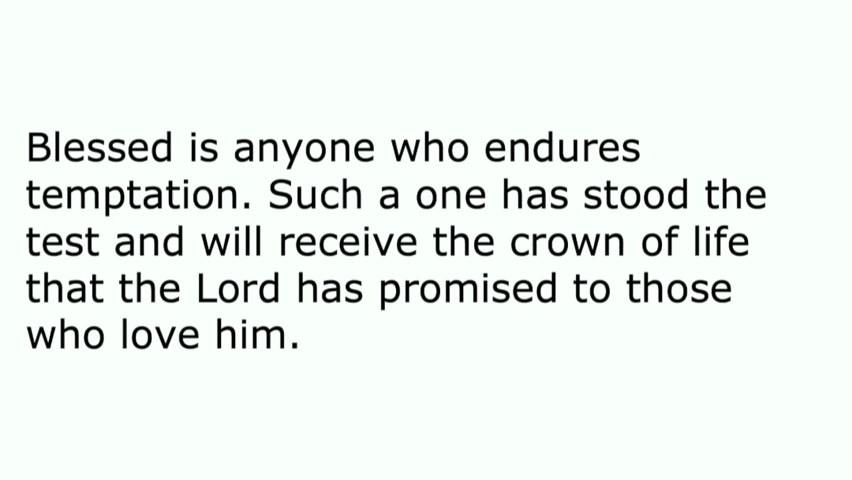 Blessed is anyone who endures
temptation. Such a one has stood the
test and will receive the crown of life
that the Lord has promised to those
who love him.